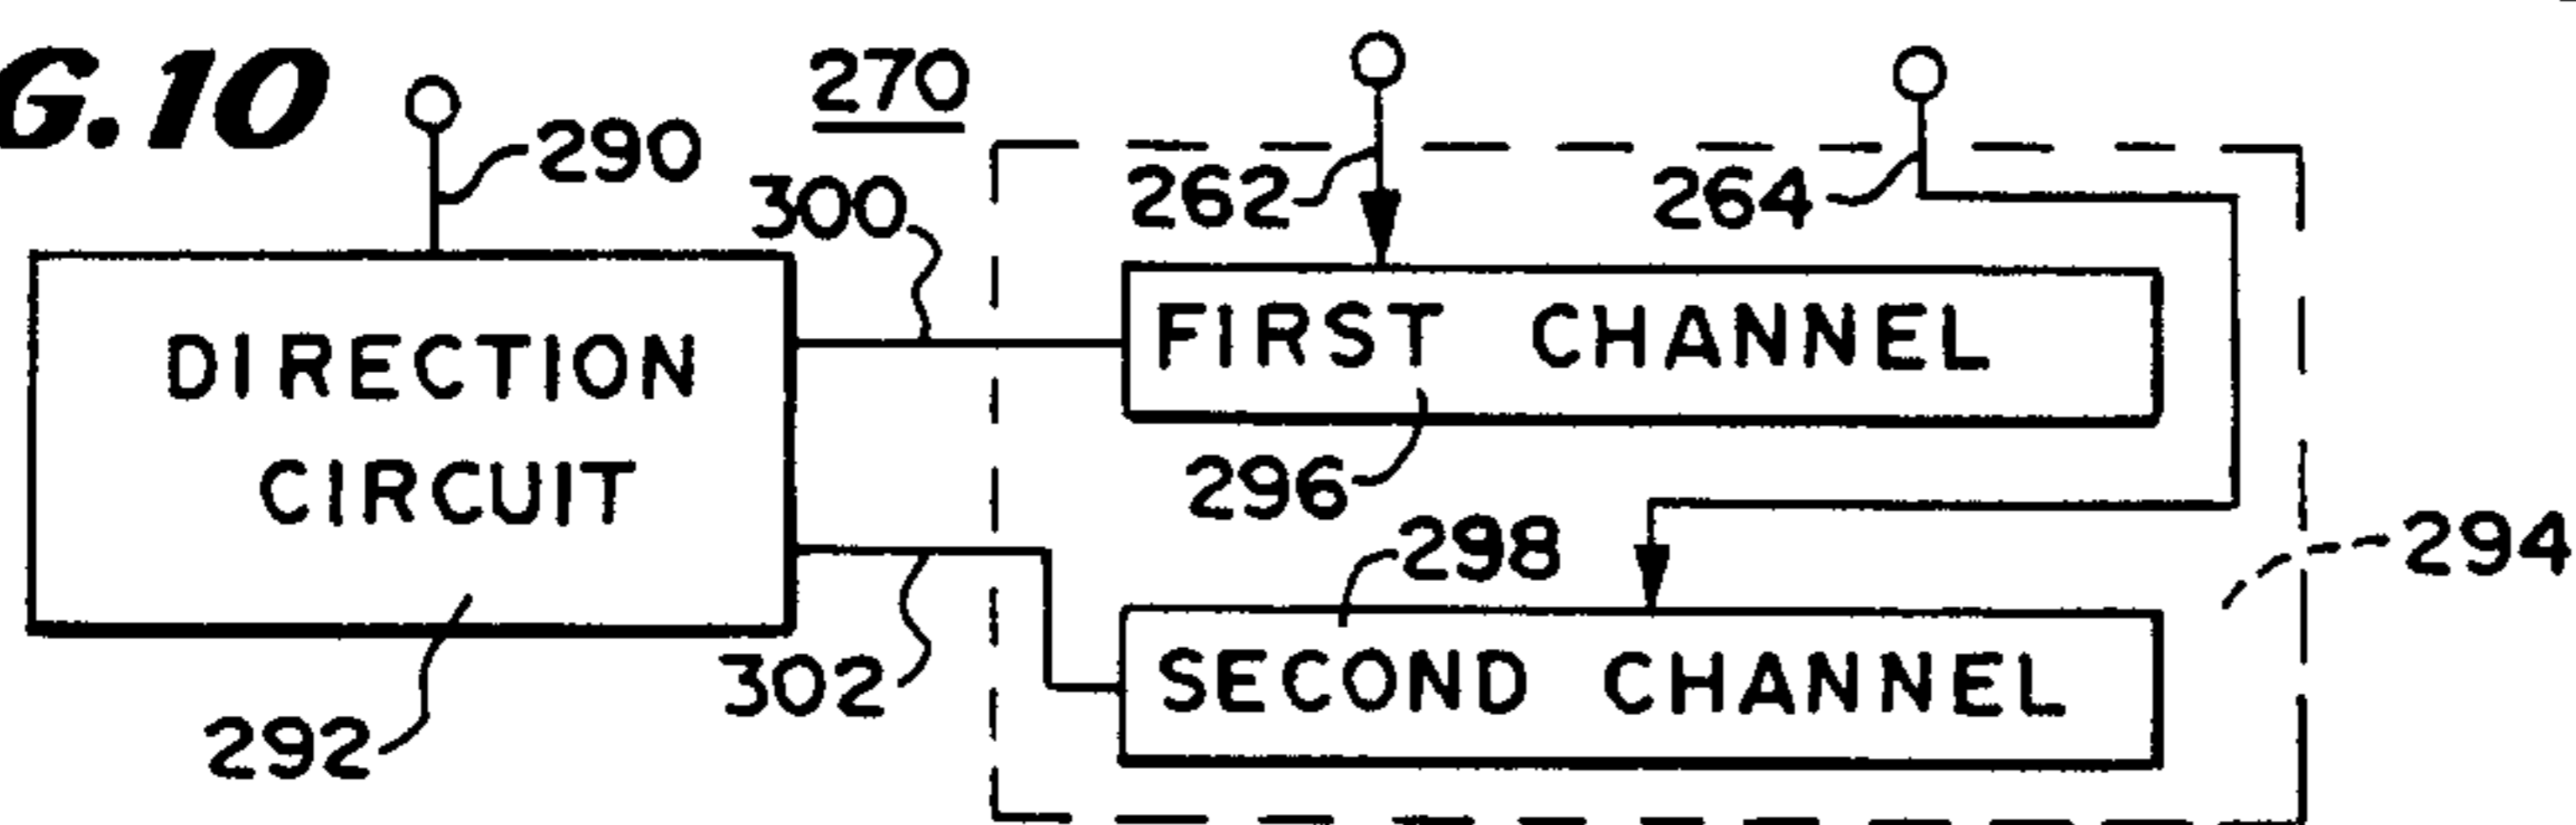 G.10
270
290
300
262
264
DIRECTION
CIRCUIT
FIRST CHANNEL
296
298
294
302
SECOND CHANNEL
292